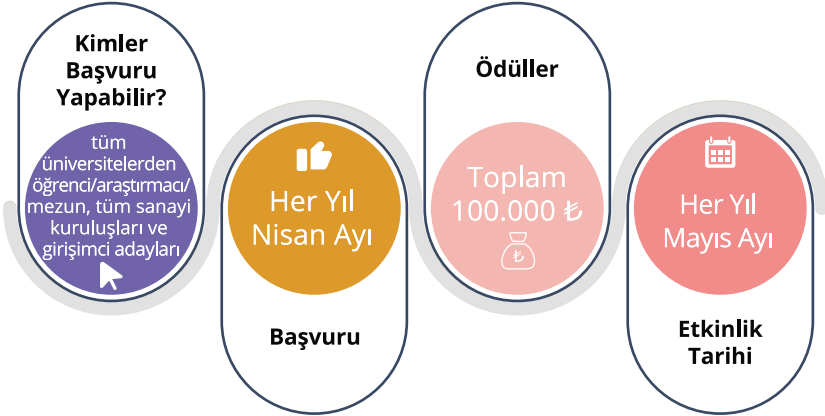 Kimler
Başvuru
Yapabilir?
tüm
üniversitelerden
öğrenci/araştırmacı/
mezun, tüm sanayi
kuruluşları ve
girişimci adayları
Her Yıl
Nisan Ayı
Başvuru
Ödüller
Toplam
100.000 ₺
₺
Her Yıl
Mayıs Ayı
Etkinlik
Tarihi